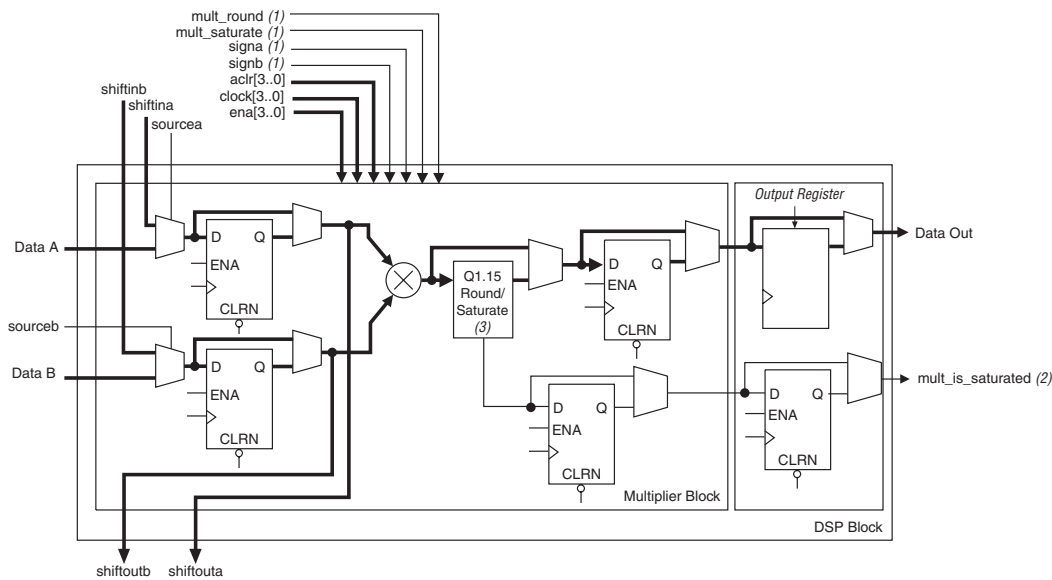 mult_round (1)
mult_saturate (1)
signa (1)
signb (1)
aclr[3..0]
clock[3..0]
ena[3..0]
shiftinb
shiftina
sourcea
Output Register
Data A
D Q
ENA
CLRN
Data Out
Q1.15
Round/
Saturate
(3)
D Q
ENA
CLRN
sourceb
Data B
D Q
ENA
CLRN
mult_is_saturated (2)
D Q
ENA
CLRN
D Q
ENA
CLRN
Multiplier Block
DSP Block
shiftoutb
shiftouta